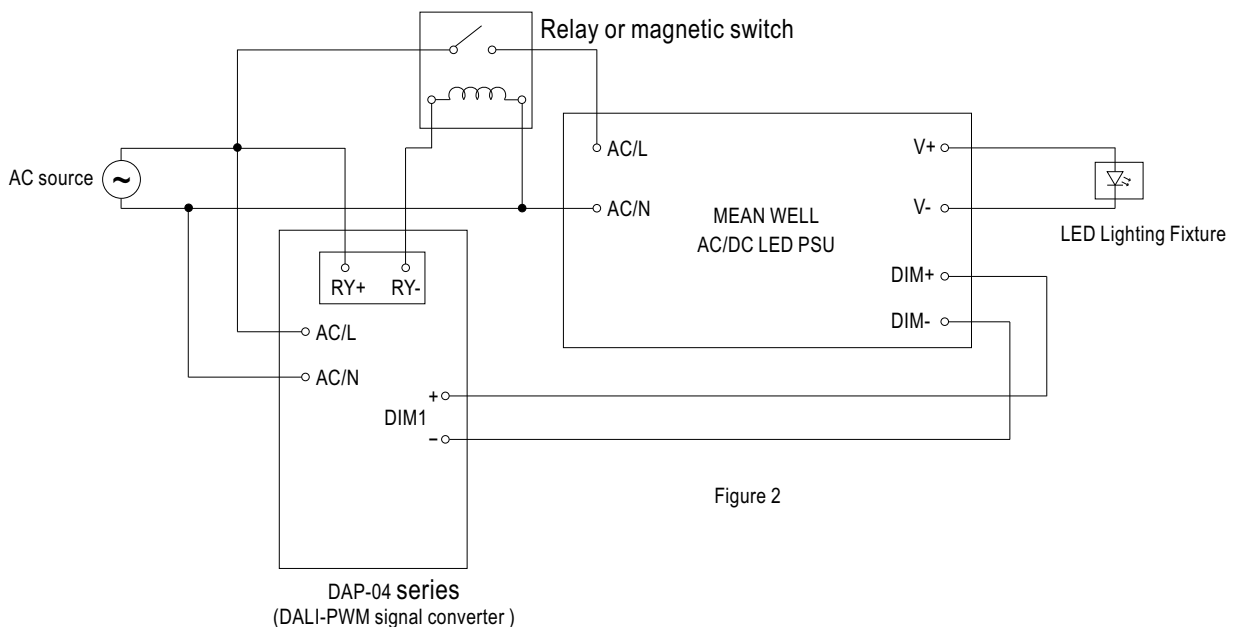 Relay or magnetic switch
AC source
~
AC/L
AC/N
V+
V-
MEAN WELL
AC/DC LED PSU
LED Lighting Fixture
DIM+
DIM-
RY+ RY-
AC/L
AC/N
+
DIM1
-
Figure 2
DAP-04 series
(DALI-PWM signal converter )